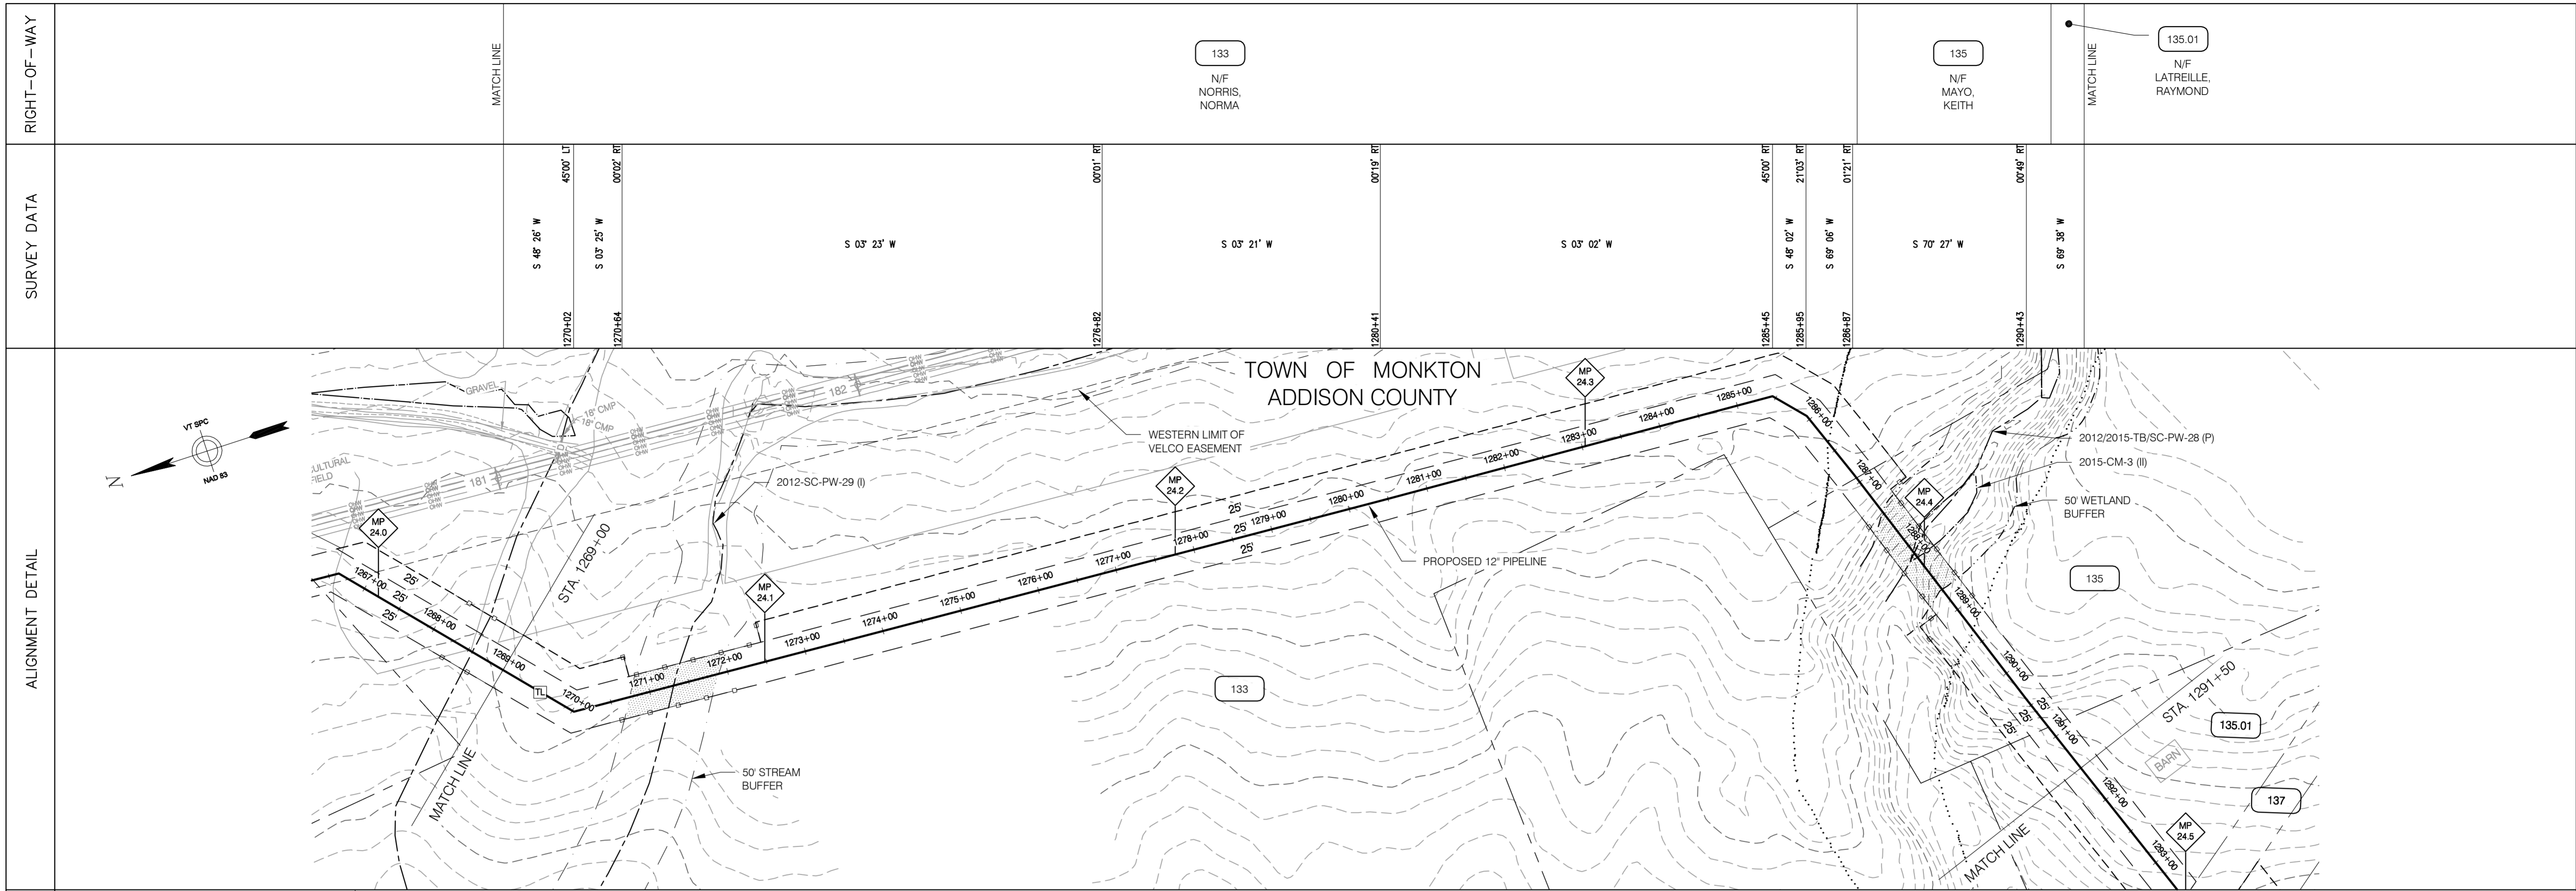 RIGHT-OF-WAY
MATCH LINE
133
N/F
NORRIS,
NORMA
135
N/F
MAYO,
KEITH
MATCH LINE
135.01
N/F
LATREILLE,
RAYMOND
SURVEY DATA
S 48° 26' W
45°00' LT
1270+02
S 03° 25' W
00°02' RT
1270+64
S 03° 23' W
00°01' RT
1276+82
S 03° 21' W
00°19' RT
1280+41
S 03° 02' W
45°00' RT
1285+45
S 48° 02' W
21°03' RT
1285+95
S 69° 06' W
01°21' RT
1286+87
S 70° 27' W
00°49' RT
1290+43
S 69° 38' W
ALIGNMENT DETAIL
TOWN OF MONKTON
ADDISON COUNTY
VT SPC
N
NAD 83
GRAVEL
18" CMP
18" CMP
ULTURAL
FIELD
OHW
OHW
OHW
OHW
OHW
181
182
WESTERN LIMIT OF
VELCO EASEMENT
2012-SC-PW-29 (I)
MP
24.0
MP
24.1
MP
24.2
MP
24.3
MP
24.4
MP
24.5
STA. 1269+00
MATCH LINE
TL
25'
25'
25'
1267+00
1268+00
1269+00
1270+00
1271+00
1272+00
1273+00
1274+00
1275+00
1276+00
1277+00
1278+00
25'
25'
25'
1279+00
1280+00
1281+00
1282+00
1283+00
1284+00
1285+00
1286+00
1287+00
1288+00
1289+00
1290+00
1291+00
1292+00
1293+00
PROPOSED 12" PIPELINE
2012/2015-TB/SC-PW-28 (P)
2015-CM-3 (II)
50' WETLAND
BUFFER
50' STREAM
BUFFER
133
135
25'
25'
25'
STA. 1291+50
MATCH LINE
135.01
BARN
137